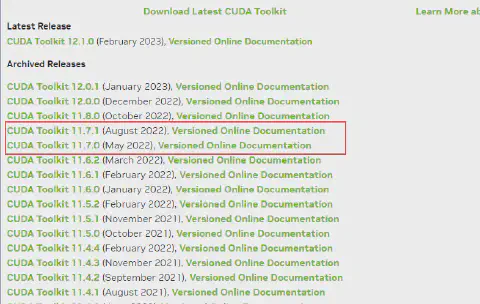 Download Latest CUDA Toolkit
Learn More ab
Latest Release
CUDA Toolkit 12.1.0 (February 2023), Versioned Online Documentation
Archived Releases
CUDA Toolkit 12.0.1 (January 2023), Versioned Online Documentation
CUDA Toolkit 12.0.0 (December 2022), Versioned Online Documentation
CUDA Toolkit 11.8.0 (October 2022), Versioned Online Documentation
CUDA Toolkit 11.7.1 (August 2022), Versioned Online Documentation
CUDA Toolkit 11.7.0 (May 2022), Versioned Online Documentation
CUDA Toolkit 11.6.2 (March 2022), Versioned Online Documentation
CUDA Toolkit 11.6.1 (February 2022), Versioned Online Documentation
CUDA Toolkit 11.6.0 (January 2022), Versioned Online Documentation
CUDA Toolkit 11.5.2 (February 2022), Versioned Online Documentation
CUDA Toolkit 11.5.1 (November 2021), Versioned Online Documentation
CUDA Toolkit 11.5.0 (October 2021), Versioned Online Documentation
CUDA Toolkit 11.4.4 (February 2022), Versioned Online Documentation
CUDA Toolkit 11.4.3 (November 2021), Versioned Online Documentation
CUDA Toolkit 11.4.2 (September 2021), Versioned Online Documentation
CUDA Toolkit 11.4.1 (August 2021), Versioned Online Documentation